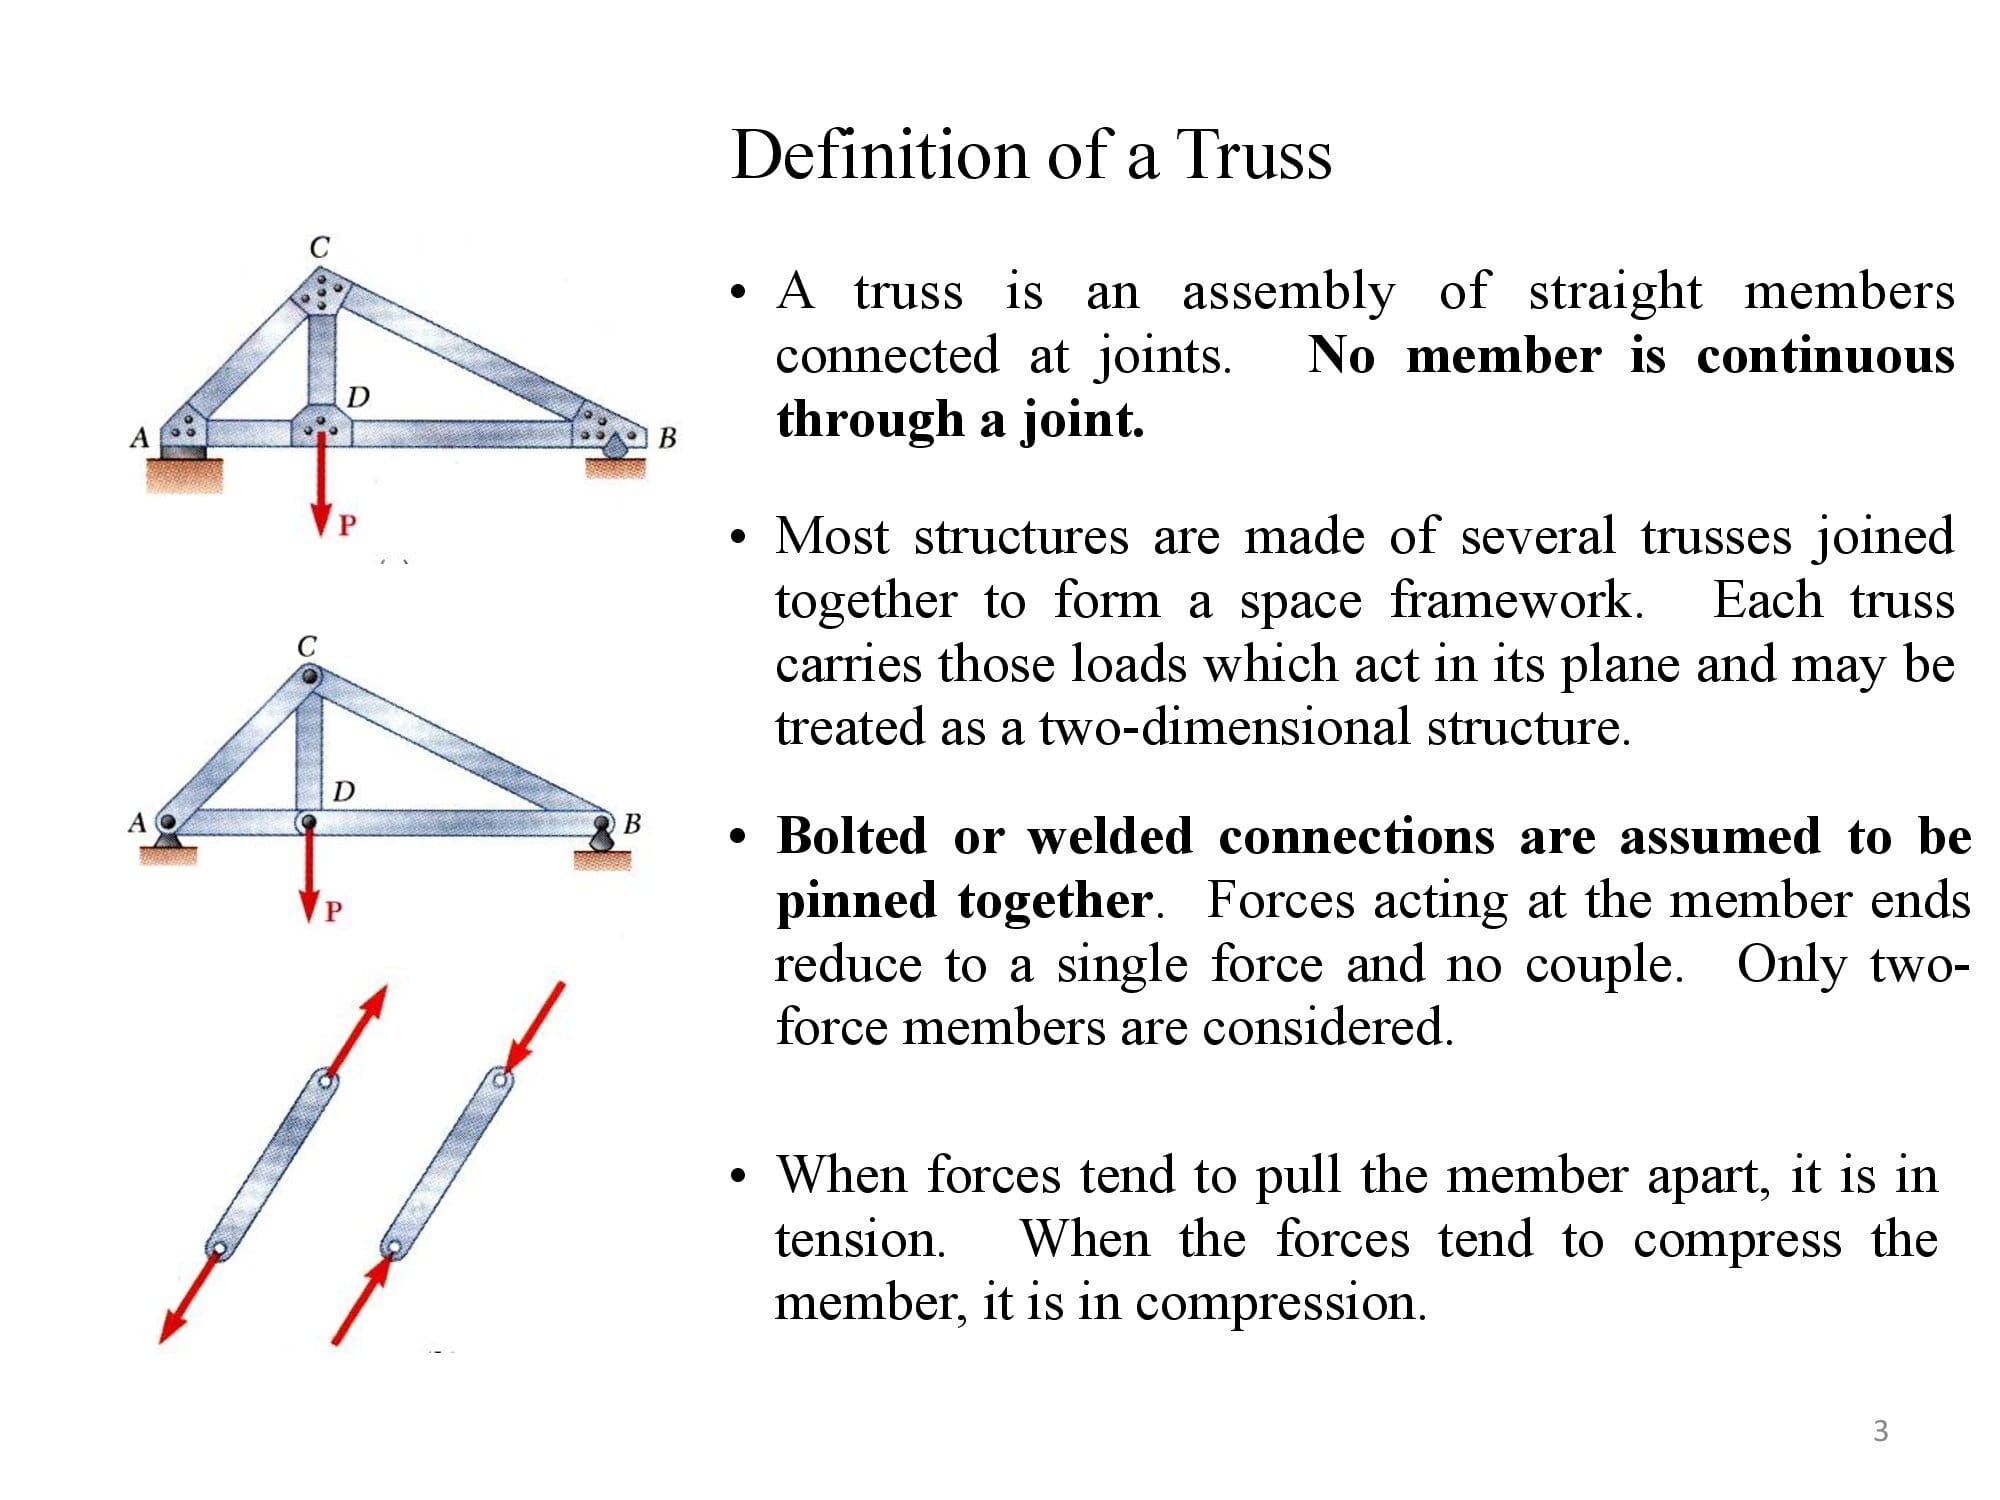 Definition of a Truss
• A truss is an assembly of straight members
connected at joints. No member is continuous
through a joint.
• Most structures are made of several trusses joined
together to form a space framework. Each truss
carries those loads which act in its plane and may be
treated as a two-dimensional structure.
• Bolted or welded connections are assumed to be
pinned together. Forces acting at the member ends
reduce to a single force and no couple. Only two-
force members are considered.
• When forces tend to pull the member apart, it is in
tension. When the forces tend to compress the
member, it is in compression.
C
D
A
B
P
C
D
A
B
P
3